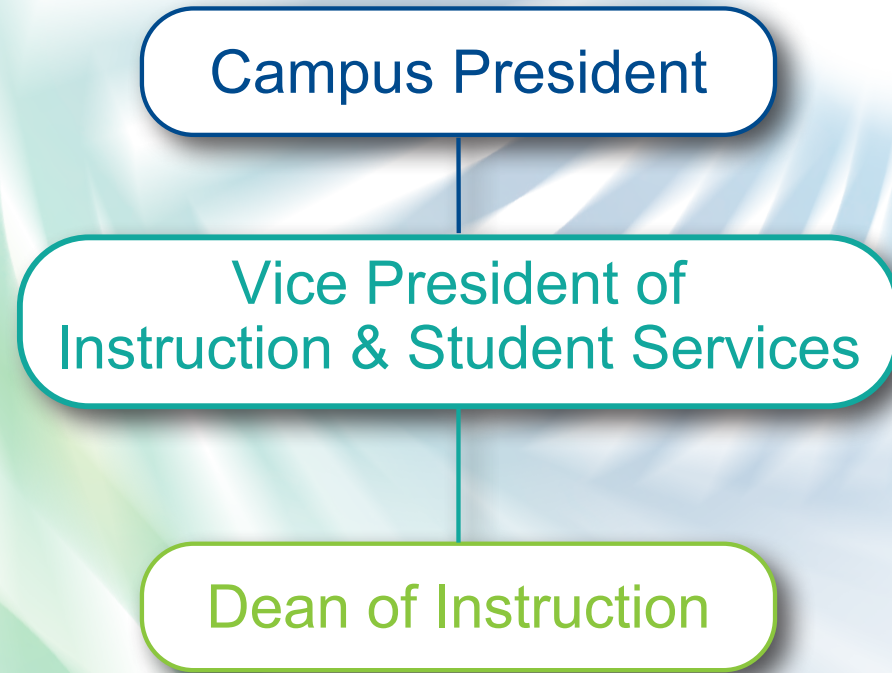 Campus President
Vice President of
Instruction & Student Services
Dean of Instruction